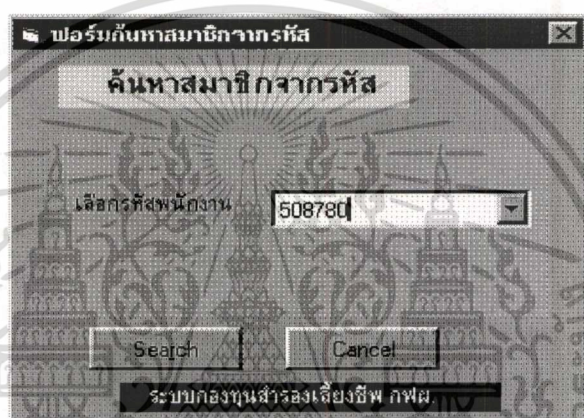 ฟอร์มค้นหาสมาชิกจากรหัส
ค้นหาสมาชิกจากรหัส
เลือกรหัสพนักงาน
508780
Search
Cancel
ระบบกองทุนสำรองเลี้ยงชีพ กฟผ.